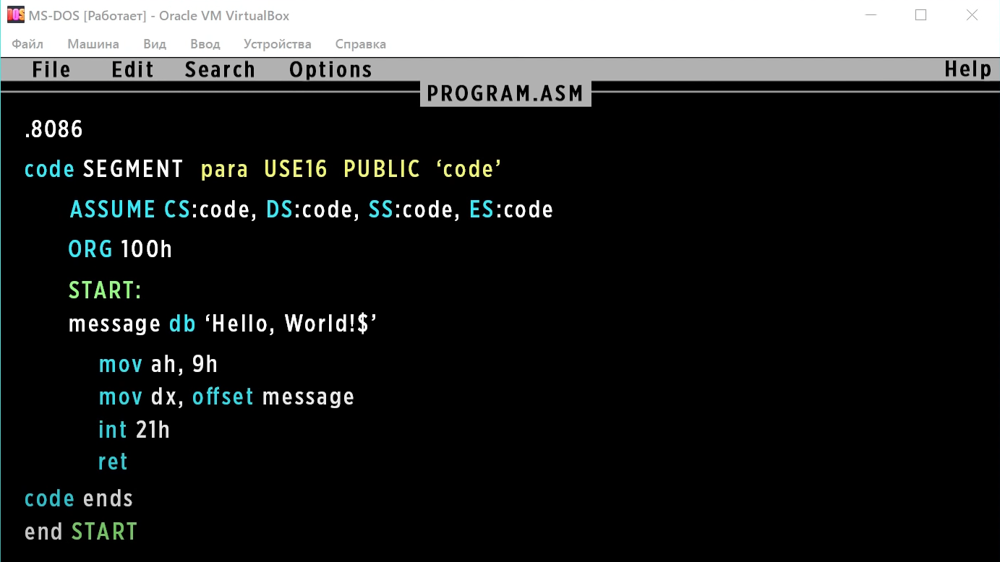 MS-DOS [Работает] - Oracle VM VirtualBox
Файл Машина Вид Ввод Устройства Справка
File Edit Search Options Help
PROGRAM.ASM
.8086
code SEGMENT para USE16 PUBLIC ‘code’
ASSUME CS:code, DS:code, SS:code, ES:code
ORG 100h
START:
message db ‘Hello, World!$’
mov ah, 9h
mov dx, offset message
int 21h
ret
code ends
end START